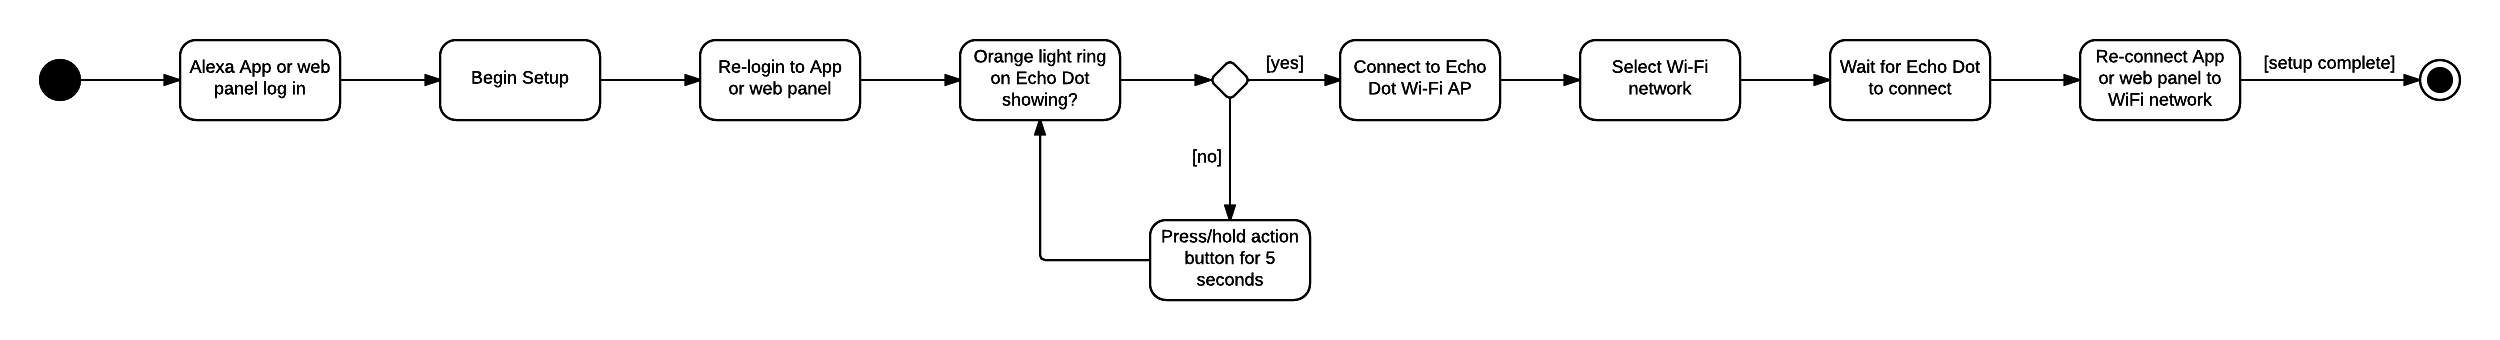 Alexa App or web
panel log in
Begin Setup
Re-login to App
or web panel
Orange light ring
on Echo Dot
showing?
[yes]
[no]
Press/hold action
button for 5
seconds
Connect to Echo
Dot Wi-Fi AP
Select Wi-Fi
network
Wait for Echo Dot
to connect
Re-connect App
or web panel to
WiFi network
[setup complete]